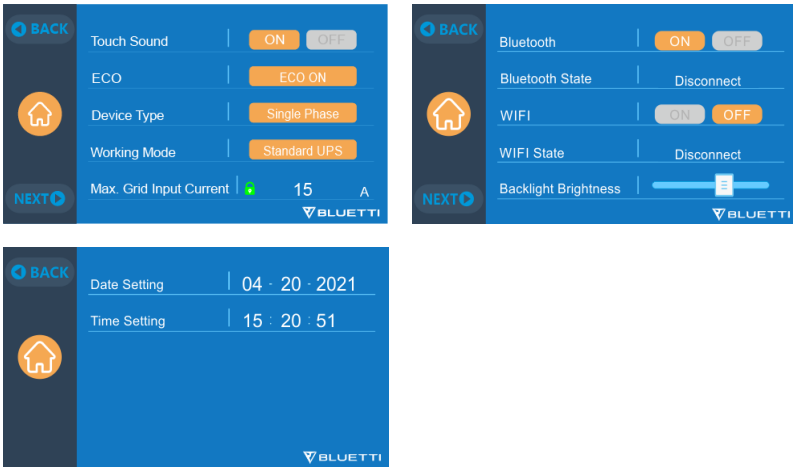 BACK
Touch Sound ON OFF
ECO ECO ON
Device Type Single Phase
Working Mode Standard UPS
Max. Grid Input Current 15 A
NEXT
BLUETTI
BACK
Bluetooth ON OFF
Bluetooth State Disconnect
WIFI ON OFF
WIFI State Disconnect
Backlight Brightness
NEXT
BLUETTI
BACK
Date Setting 04 - 20 - 2021
Time Setting 15 : 20 : 51
BLUETTI